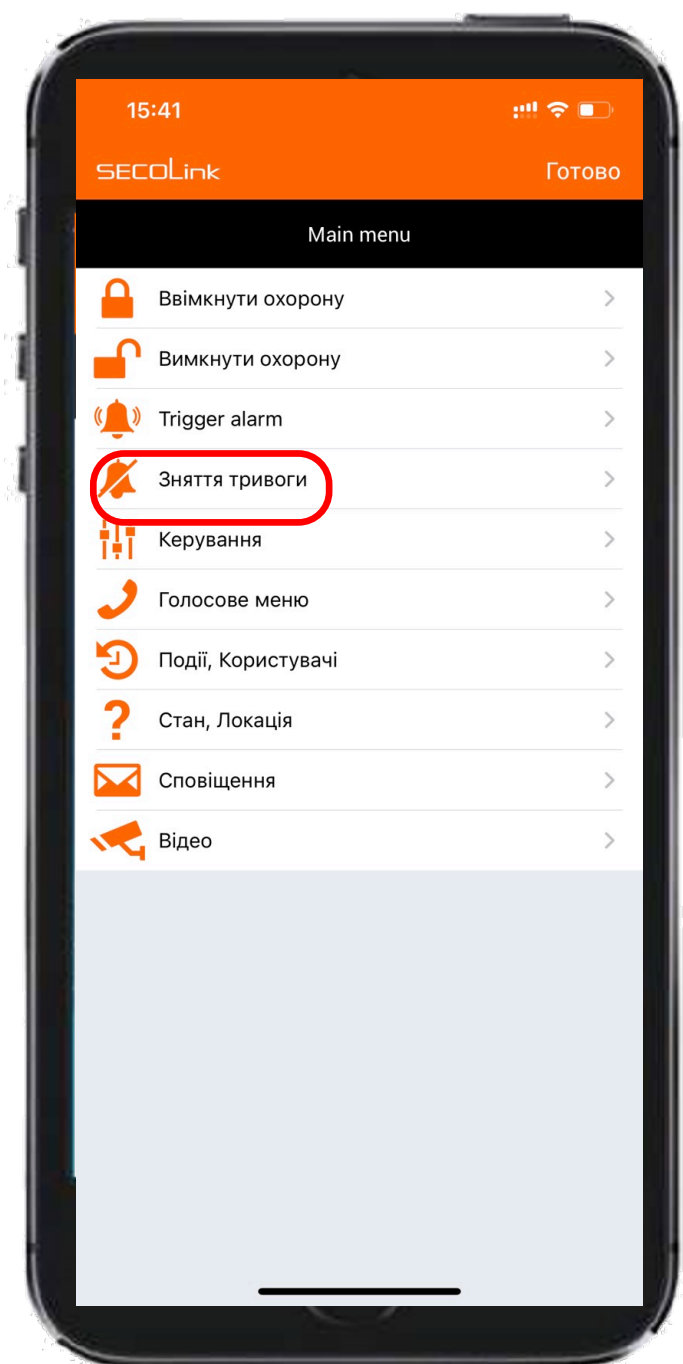 15:41
SECOLink
Готово
Main menu
Ввімкнути охорону
Вимкнути охорону
Trigger alarm
Зняття тривоги
Керування
Голосове меню
Події, Користувачі
Стан, Локація
Сповіщення
Відео